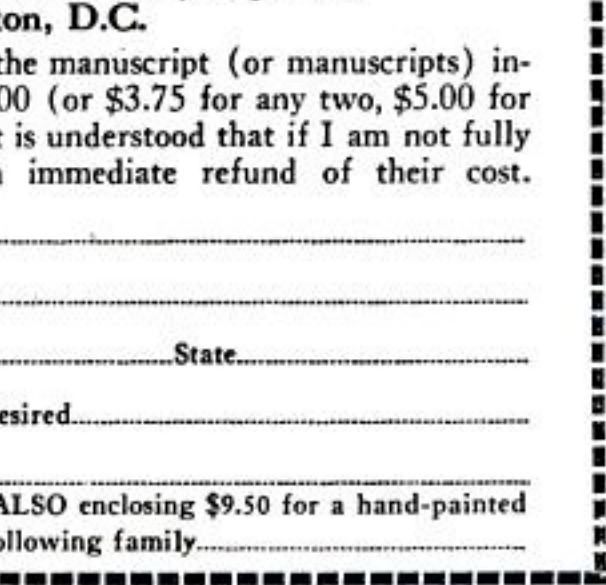 ton, D.C.
the manuscript (or manuscripts) in-
00 (or $3.75 for any two, $5.00 for
t is understood that if I am not fully
immediate refund of their cost.
State
esired
ALSO enclosing $9.50 for a hand-painted
ollowing family